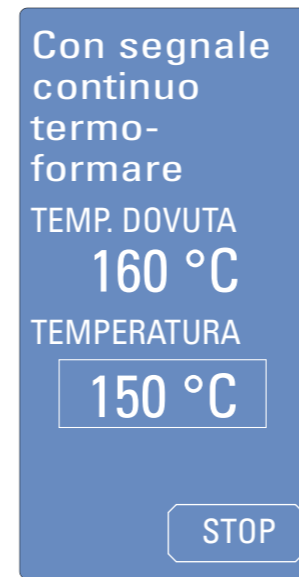 Con segnale
continuo
termo-
formare
TEMP. DOVUTA
160 °C
TEMPERATURA
150 °C
STOP